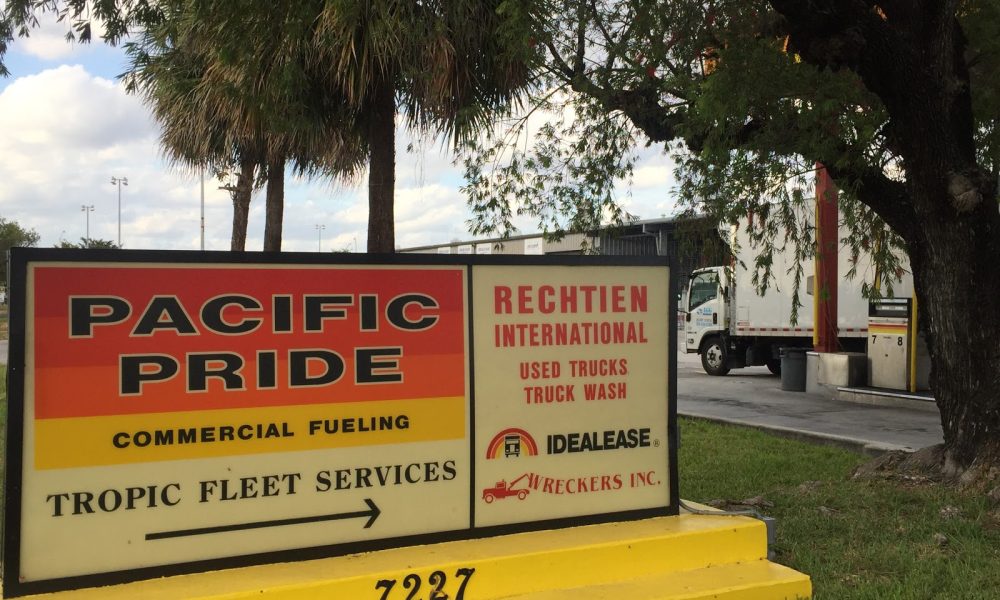 PACIFIC
PRIDE
COMMERCIAL FUELING
TROPIC FLEET SERVICES
RECHTIEN
INTERNATIONAL
USED TRUCKS
TRUCK WASH
IDEALEASE®
WRECKERS INC.
7227
7 8